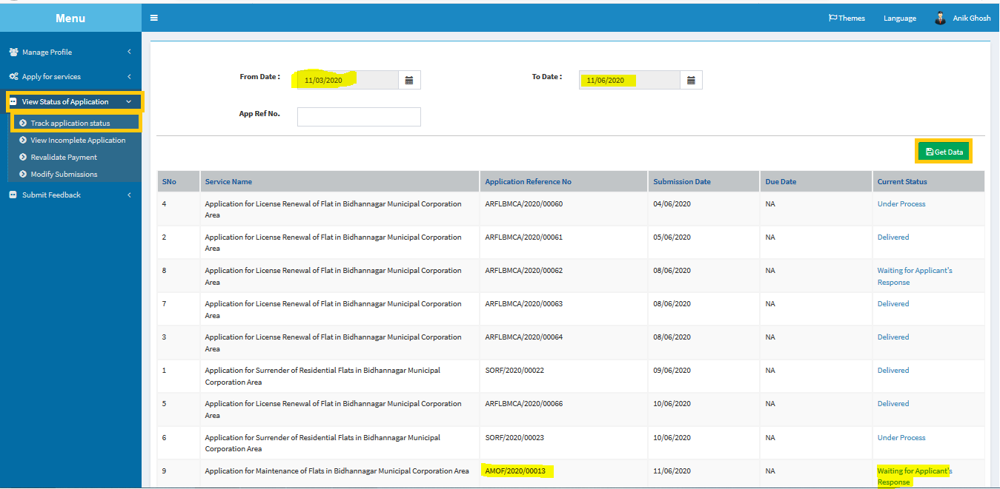 Menu
Themes Language Anik Ghosh
Manage Profile
Apply for services
View Status of Application
Track application status
View Incomplete Application
Revalidate Payment
Modify Submissions
Submit Feedback
From Date : 11/03/2020 To Date : 11/06/2020
App Ref No.
Get Data
SNo Service Name Application Reference No Submission Date Due Date Current Status
4 Application for License Renewal of Flat in Bidhannagar Municipal Corporation ARFLBMCA/2020/00060 04/06/2020 NA Under Process
Area
2 Application for License Renewal of Flat in Bidhannagar Municipal Corporation ARFLBMCA/2020/00061 05/06/2020 NA Delivered
Area
8 Application for License Renewal of Flat in Bidhannagar Municipal Corporation ARFLBMCA/2020/00062 08/06/2020 NA Waiting for Applicant's
Area Response
7 Application for License Renewal of Flat in Bidhannagar Municipal Corporation ARFLBMCA/2020/00063 08/06/2020 NA Delivered
Area
3 Application for License Renewal of Flat in Bidhannagar Municipal Corporation ARFLBMCA/2020/00064 08/06/2020 NA Delivered
Area
1 Application for Surrender of Residential Flats in Bidhannagar Municipal SORF/2020/00022 09/06/2020 NA Delivered
Corporation Area
5 Application for License Renewal of Flat in Bidhannagar Municipal Corporation ARFLBMCA/2020/00066 10/06/2020 NA Delivered
Area
6 Application for Surrender of Residential Flats in Bidhannagar Municipal SORF/2020/00023 10/06/2020 NA Under Process
Corporation Area
9 Application for Maintenance of Flats in Bidhannagar Municipal Corporation Area AMOF/2020/00013 11/06/2020 NA Waiting for Applicant's
Response